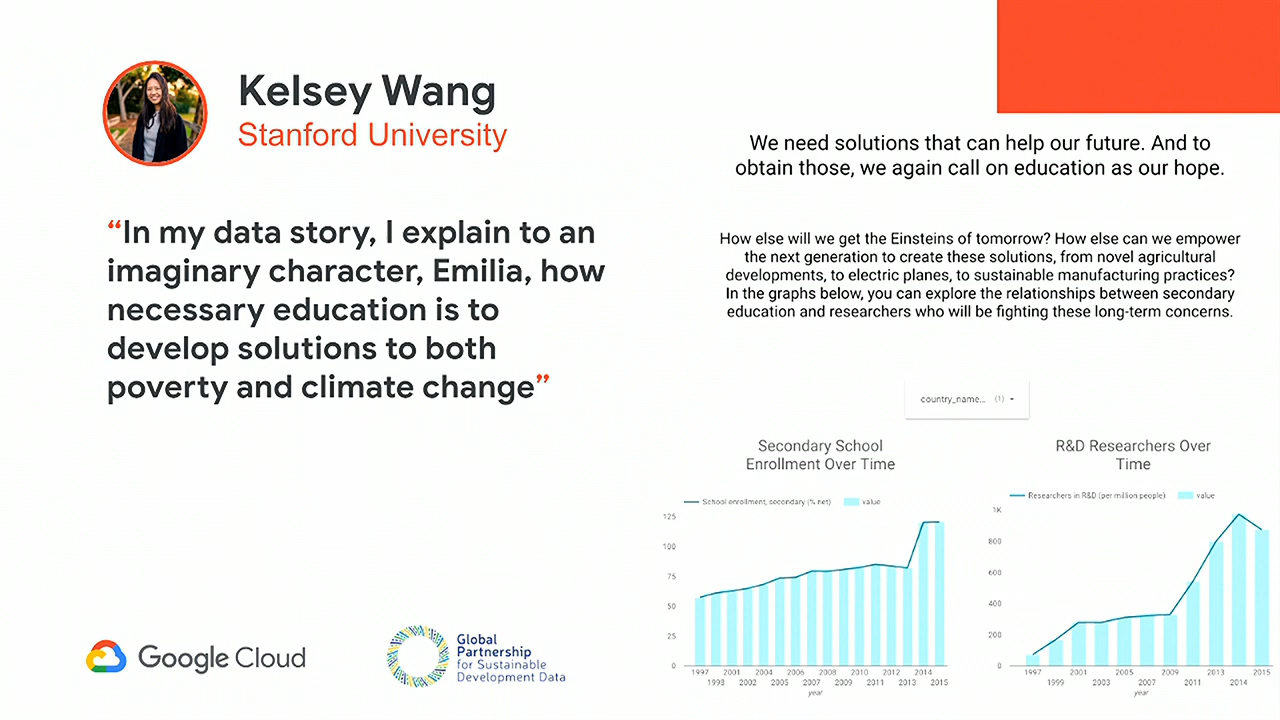 Kelsey Wang
Stanford University
“In my data story, I explain to an
imaginary character, Emilia, how
necessary education is to
develop solutions to both
poverty and climate change”
Google Cloud
Global
Partnership
for Sustainable
Development Data
We need solutions that can help our future. And to
obtain those, we again call on education as our hope.
How else will we get the Einsteins of tomorrow? How else can we empower
the next generation to create these solutions, from novel agricultural
developments, to electric planes, to sustainable manufacturing practices?
In the graphs below, you can explore the relationships between secondary
education and researchers who will be fighting these long-term concerns.
country_name... (1)
Secondary School
Enrollment Over Time
School enrollment, secondary (% net) value
125
100
75
50
25
0
1997 2001 2004 2006 2008 2010 2012 2014
1998 2002 2005 2007 2009 2011 2013 2015
year
R&D Researchers Over
Time
Researchers in R&D (per million people) value
1K
800
600
400
200
0
1997 2001 2005 2009 2013 2015
1999 2003 2007 2011 2014
year